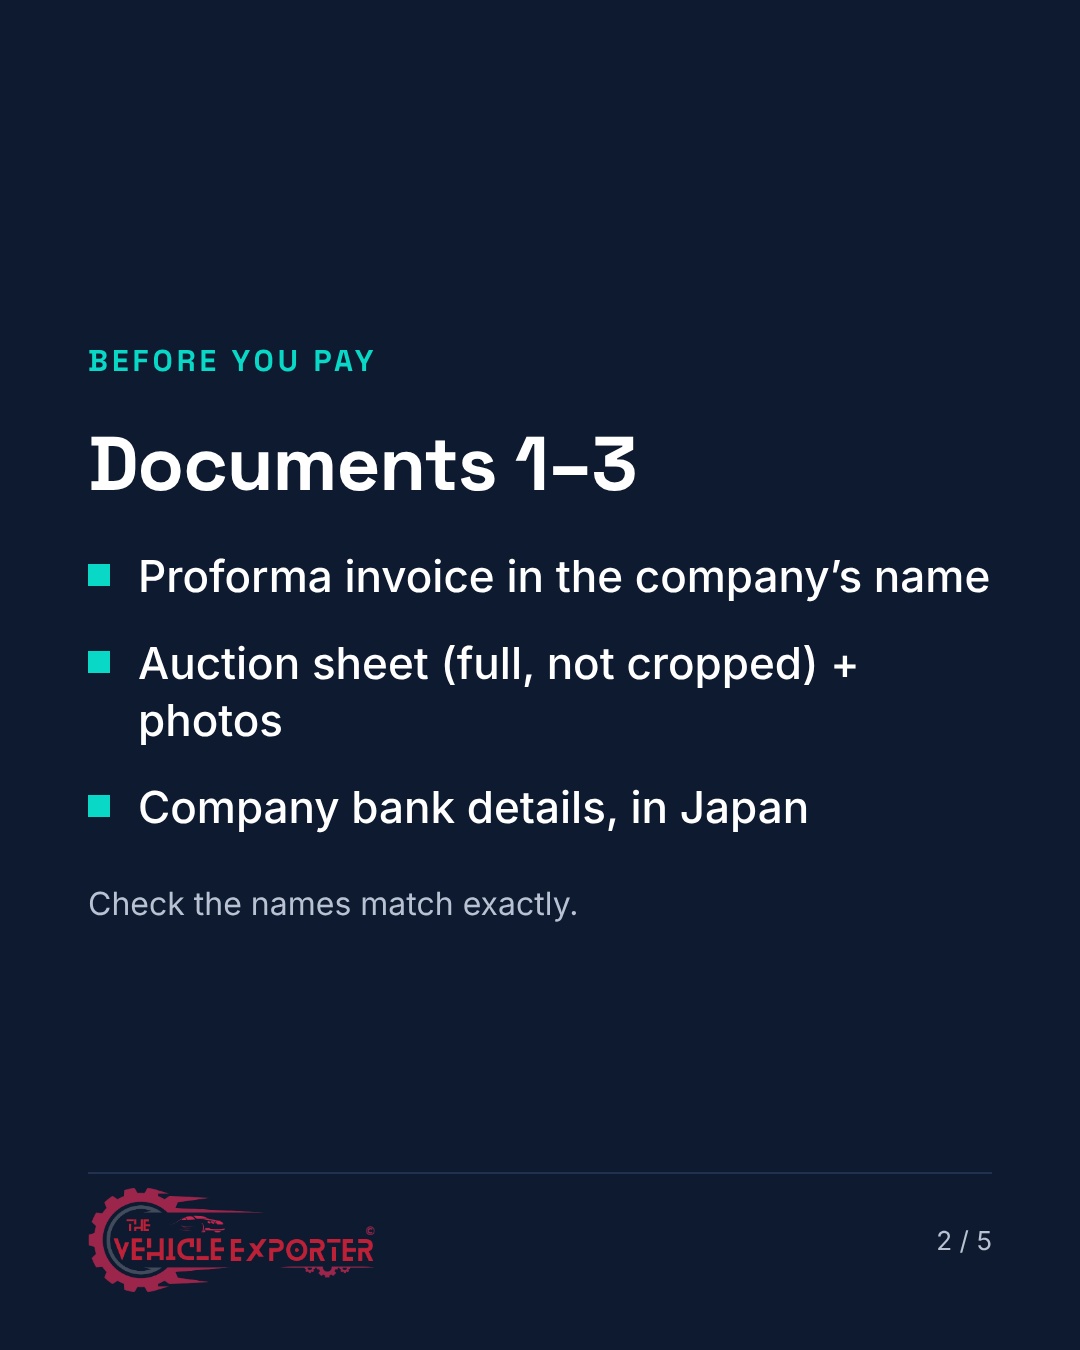 BEFORE YOU PAY
Documents 1–3
Proforma invoice in the company’s name
Auction sheet (full, not cropped) +
photos
Company bank details, in Japan
Check the names match exactly.
THE
VEHICLE EXPORTER
©
2 / 5